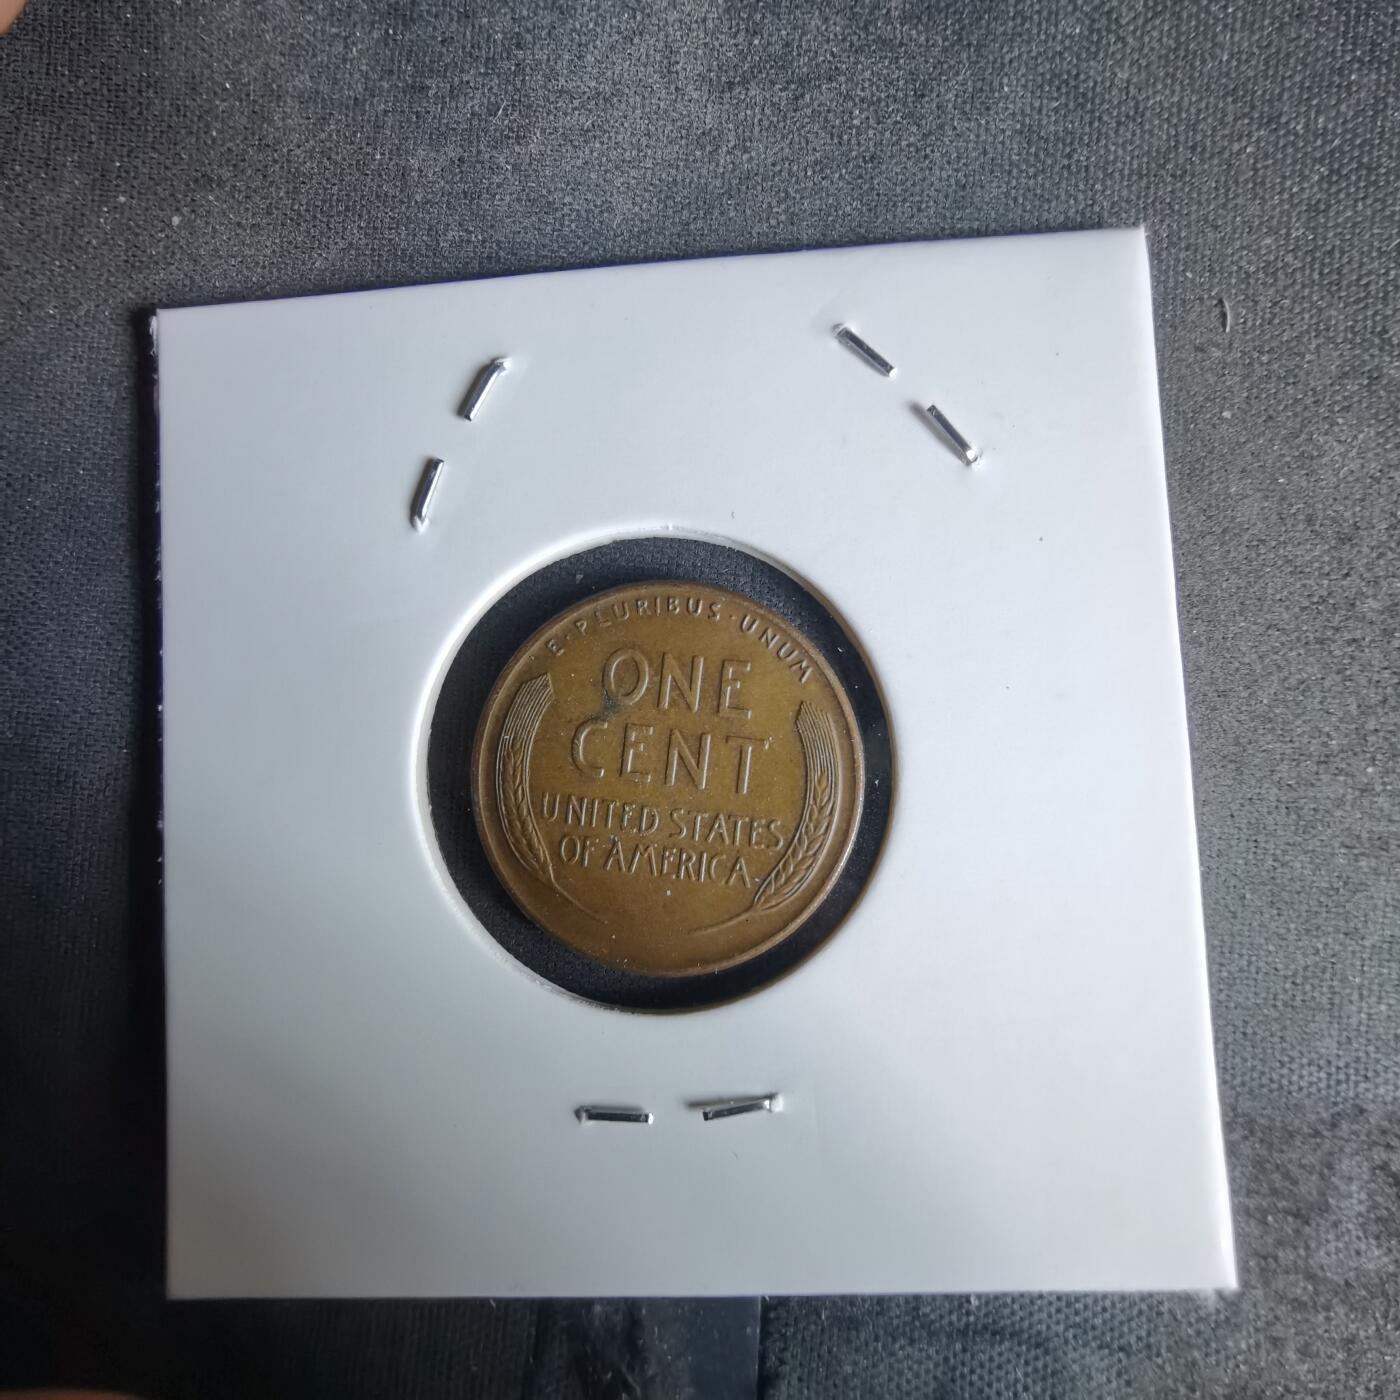 E·PLURIBUS·UNUM
ONE
CENT
UNITED STATES
OF AMERICA